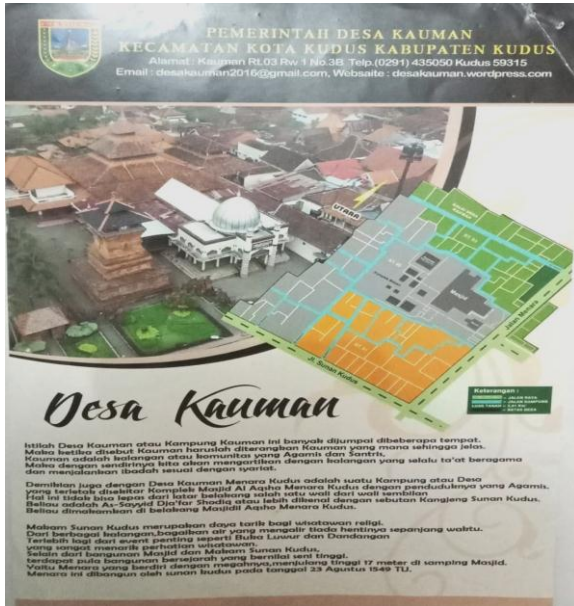 PEMERINTAH DESA KAUMAN
KECAMATAN KOTA KUDUS KABUPATEN KUDUS
Alamat : Kauman Rt.03 Rw 1 No.3B Telp.(0291) 435050 Kudus 59315
Email : desakauman2016@gmail.com, Websaite : desakauman.wordpress.com
UTARA
Jalan Menara
Jl. Sunan Kudus
Keterangan :
= JALAN KOTA
= JALAN KAMPUNG
= BATAS DESA
Desa Kauman
Istilah Desa Kauman atau Kampung Kauman ini banyak dijumpai dibeberapa tempat.
Maka ketika disebut Kauman haruslah diterangkan Kauman yang mana sehingga jelas.
Kauman adalah kalangan atau komunitas yang Agamis dan Santris,
Maka dengan sendirinya kita akan mengartikan dengan kalangan yang selalu ta'at beragama
dan menjalankan ibadah sesuai dengan syariat.
Demikian juga dengan Desa Kauman Menara Kudus adalah suatu Kampung atau Desa
yang terletak disekitar Komplek Masjid Al Aqsho Menara Kudus dengan penduduknya yang Agamis,
Hal ini tidak bisa lepas dari latar belakang salah satu wali dari wali sembilan
Beliau adalah As-Sayyid Dja'far Shodiq atau lebih dikenal dengan sebutan Kangjeng Sunan Kudus.
Beliau dimakamkan di belakang Masjidil Aqsho Menara Kudus.
Makam Sunan Kudus merupakan daya tarik bagi wisatawan religi.
Dari berbagai kalangan,bagaikan air yang mengalir tiada hentinya sepanjang waktu.
Terlebih lagi dari event penting seperti Buka Luwur dan Dandangan
yang sangat menarik perhatian wisatawan,
Selain dari bangunan Masjid dan Makam Sunan Kudus,
terdapat pula bangunan bersejarah yang bernilai seni tinggi.
Yaitu Menara yang berdiri dengan megahnya,menjulang tinggi 17 meter di samping Masjid.
Menara ini dibangun oleh sunan kudus pada tanggal 23 Agustus 1549 TIJ.